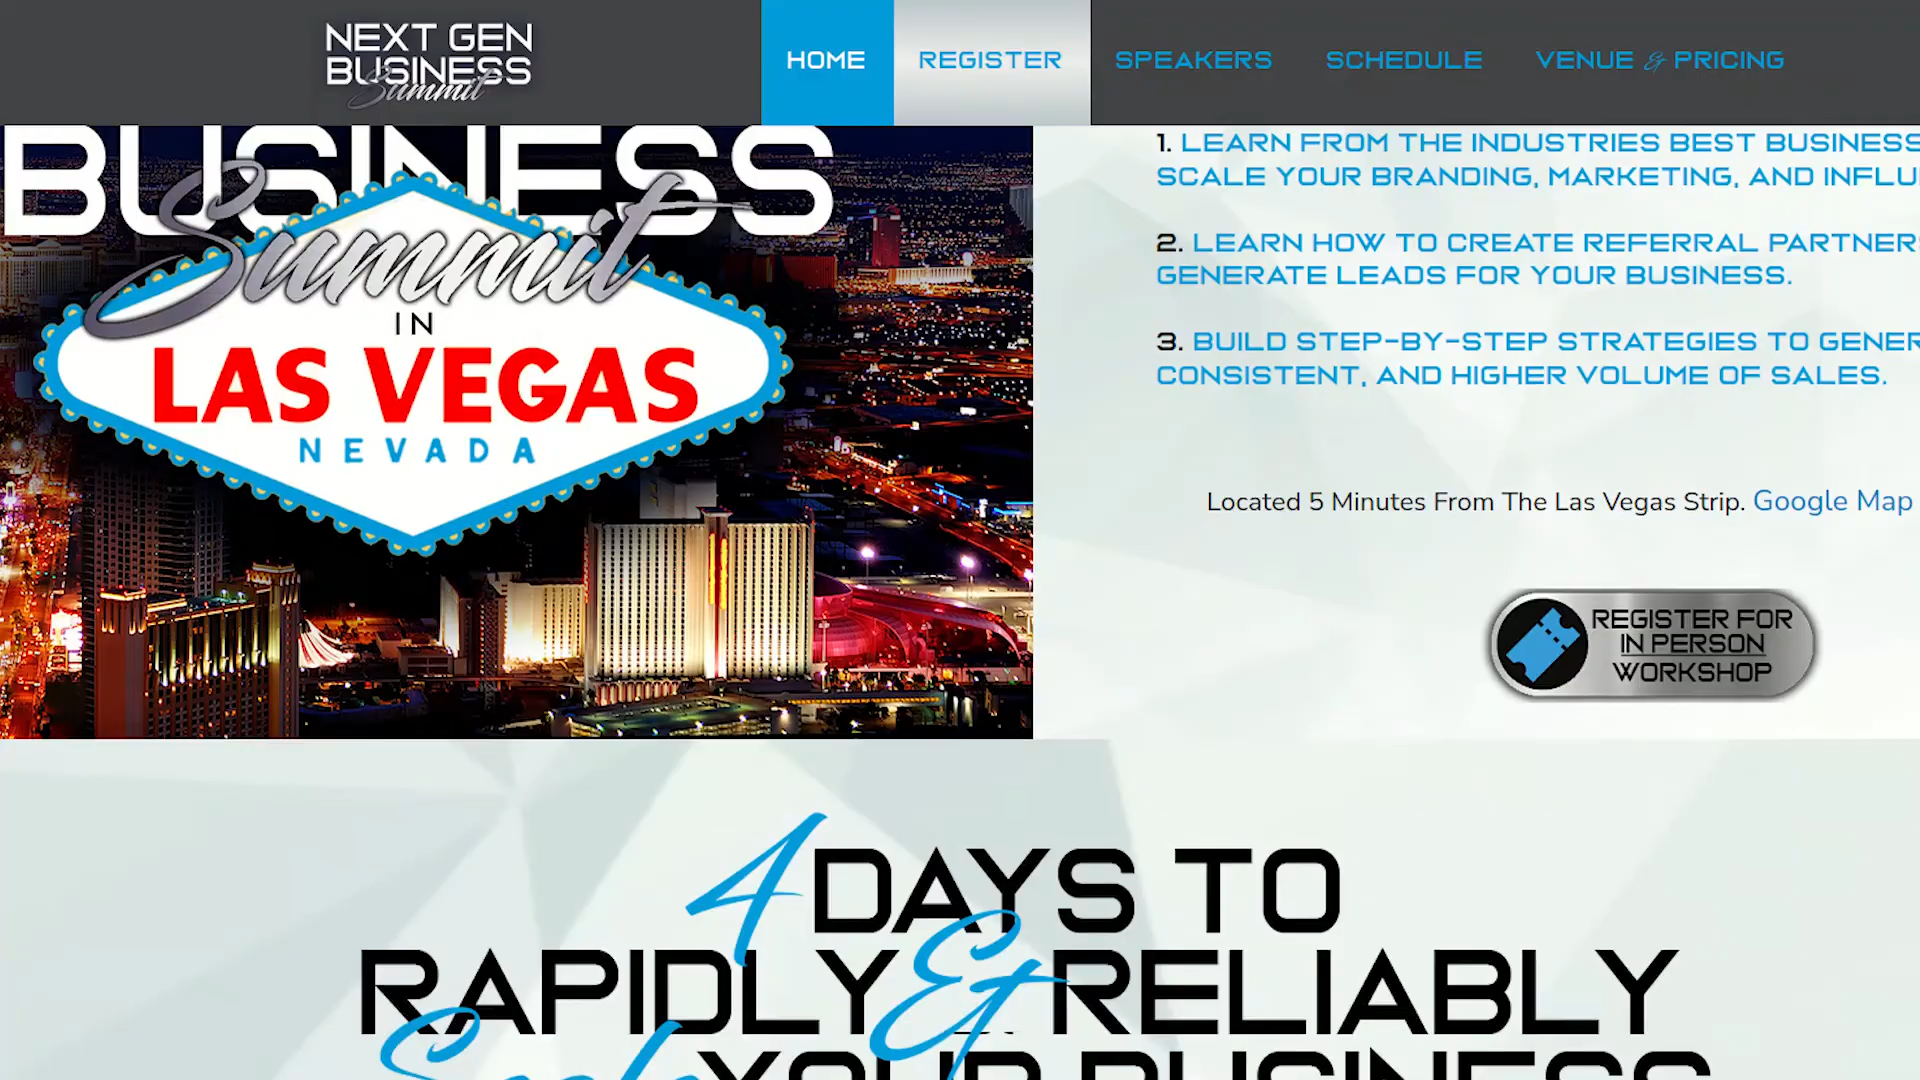 NEXT GEN
BUSINESS
Summit
HOME
REGISTER
SPEAKERS
SCHEDULE
VENUE & PRICING
BUSINESS
Summit
IN
LAS VEGAS
NEVADA
1. LEARN FROM THE INDUSTRIES BEST BUSINESS
SCALE YOUR BRANDING, MARKETING, AND
2. LEARN HOW TO CREATE REFERRAL
GENERATE LEADS FOR YOUR BUSINESS.
3. BUILD STEP-BY-STEP STRATEGIES TO
CONSISTENT, AND HIGHER VOLUME OF SALES.
Located 5 Minutes From The Las Vegas Strip. Google Map
REGISTER FOR
IN PERSON
WORKSHOP
4 DAYS TO
RAPIDLY & RELIABLY
Scale YOUR BUSINESS